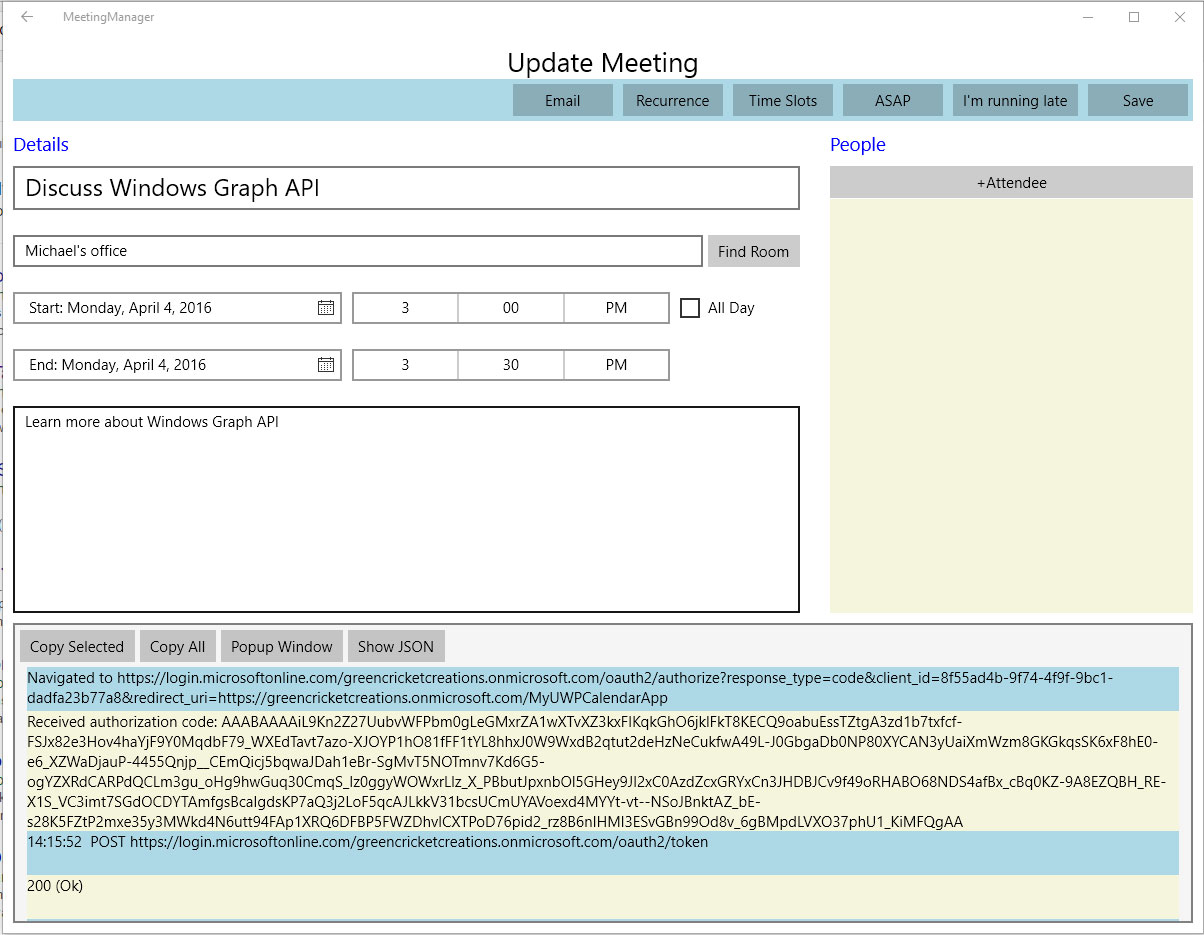 MeetingManager
Update Meeting
Email
Recurrence
Time Slots
ASAP
I'm running late
Save
Details
People
Discuss Windows Graph API
+Attendee
Michael's office
Find Room
Start: Monday, April 4, 2016
3
00
PM
All Day
End: Monday, April 4, 2016
3
30
PM
Learn more about Windows Graph API
Copy Selected
Copy All
Popup Window
Show JSON
Navigated to https://login.microsoftonline.com/greencricketcreations.onmicrosoft.com/oauth2/authorize?response_type=code&client_id=8f55ad4b-9f74-4f9f-9bc1-
dadfa23b77a8&redirect_uri=https://greencricketcreations.onmicrosoft.com/MyUWPCalendarApp
Received authorization code: AAABAAAAiL9Kn2Z27UubvWFPbm0gLeGMxrZA1wXTvXZ3kxFlKqkGhO6jklFkT8KECQ9oabuEssTZtgA3zd1b7txfcf-
FSJx82e3Hov4haYjF9Y0MqdbF79_WXEdTavt7azo-XJOYP1hO81fFF1tYL8hhxJ0W9WxdB2qtut2deHzNeCukfwA49L-J0GbgaDb0NP80XYCAN3yUaiXmWzm8GKGkqsSK6xF8hE0-
e6_XZWaDjauP-4455Qnjp__CEmQicj5bqwaJDah1eBr-SgMvT5NOTmnv7Kd6G5-
ogYZXRdCARPdQCLm3gu_oHg9hwGuq30CmqS_Iz0ggyWOWxrLlz_X_PBbutJpxnbOl5GHey9Jl2xC0AzdZcxGRYxCn3JHDBJCv9f49oRHABO68NDS4afBx_cBq0KZ-9A8EZQBH_RE-
X1S_VC3imt7SGdOCDYTAmfgsBcaIgdsKP7aQ3j2LoF5qcAJLkkV31bcsUCmUYAVoexd4MYYt-vt--NSoJBnktAZ_bE-
s28K5FZtP2mxe35y3MWkd4N6utt94FAp1XRQ6DFBP5FWZDhvlCXTPoD76pid2_rz8B6nIHMI3ESvGBn99Od8v_6gBMpdLVXO37phU1_KiMFQgAA
14:15:52 POST https://login.microsoftonline.com/greencricketcreations.onmicrosoft.com/oauth2/token
200 (Ok)